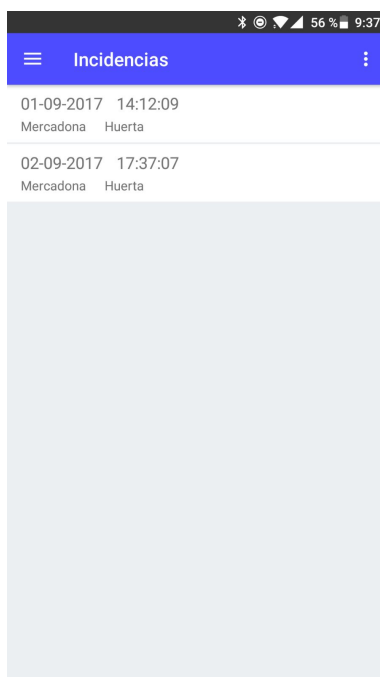 56 % 9:37
Incidencias
01-09-2017 14:12:09
Mercadona Huerta
02-09-2017 17:37:07
Mercadona Huerta